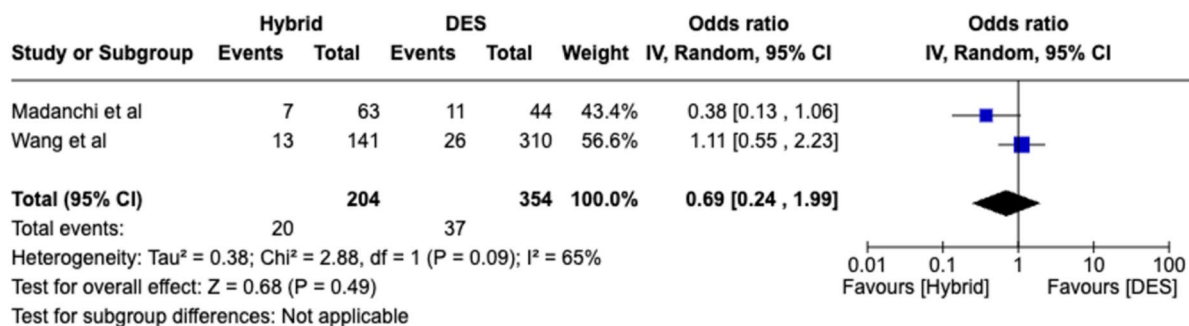 Hybrid DES Odds ratio Odds ratio
Study or Subgroup Events Total Events Total Weight IV, Random, 95% CI IV, Random, 95% CI
Madanchi et al 7 63 11 44 43.4% 0.38 [0.13 , 1.06]
Wang et al 13 141 26 310 56.6% 1.11 [0.55 , 2.23]
Total (95% CI) 204 354 100.0% 0.69 [0.24 , 1.99]
Total events: 20 37
Heterogeneity: Tau² = 0.38; Chi² = 2.88, df = 1 (P = 0.09); I² = 65%
0.01 0.1 1 10 100
Test for overall effect: Z = 0.68 (P = 0.49)
Favours [Hybrid] Favours [DES]
Test for subgroup differences: Not applicable